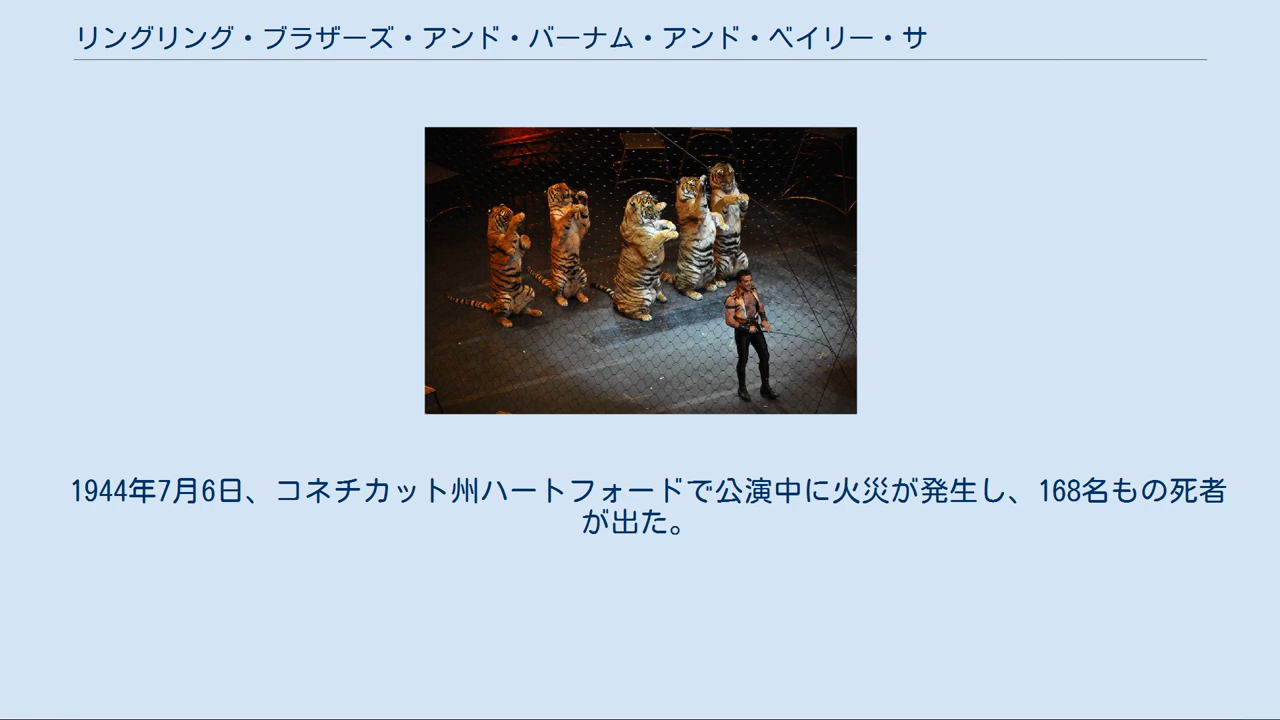 リングリング・ブラザーズ・アンド・バーナム・アンド・ベイリー・サ
1944年7月6日、コネチカット州ハートフォードで公演中に火災が発生し、168名もの死者
が出た。